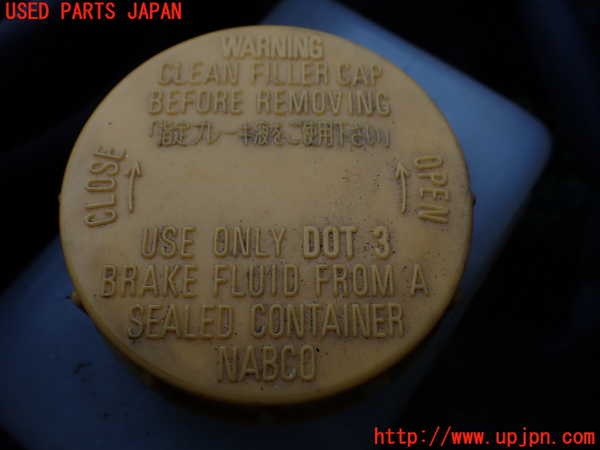 USED PARTS JAPAN
WARNING
CLEAN FILLER CAP
BEFORE REMOVING
「指定ブレーキ液をご使用下さい」
CLOSE
OPEN
USE ONLY DOT 3
BRAKE FLUID FROM A
SEALED CONTAINER
NABCO
http://www.upjpn.com/